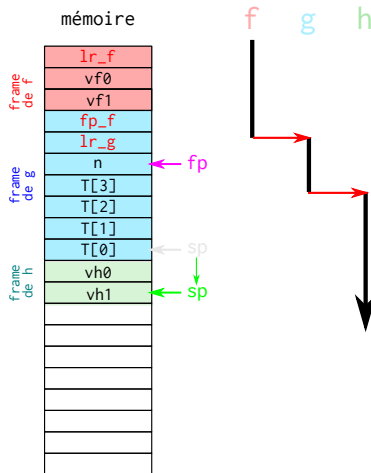 mémoire
f g h
lr_f
vf0
vf1
frame
de f
fp_f
lr_g
n
fp
T[3]
T[2]
T[1]
T[0]
sp
frame
de g
vh0
vh1
sp
frame
de h